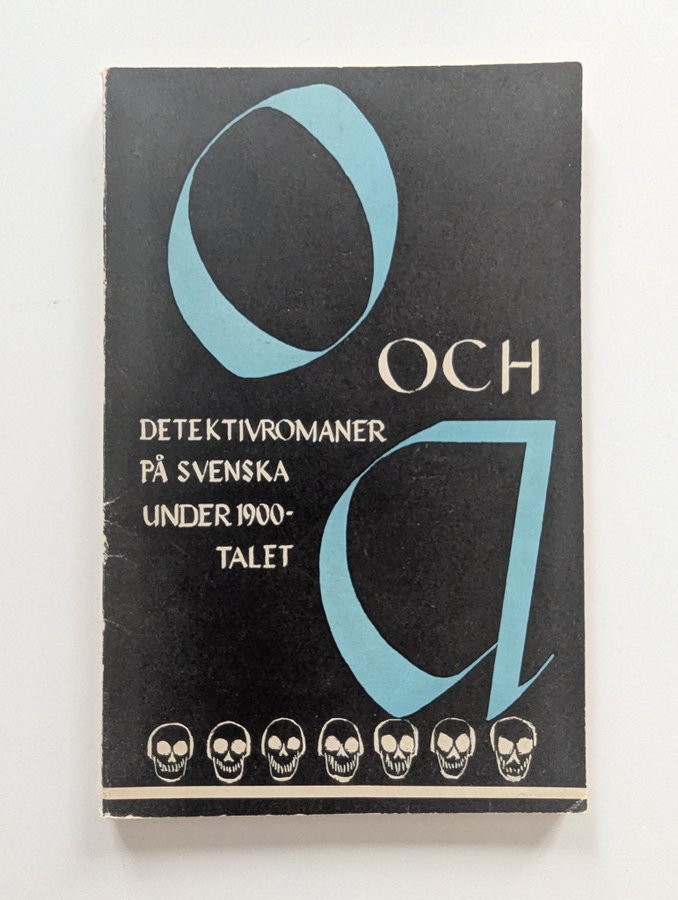 O
OCH
DETEKTIVROMANER
PÅ SVENSKA
UNDER 1900-
TALET
a